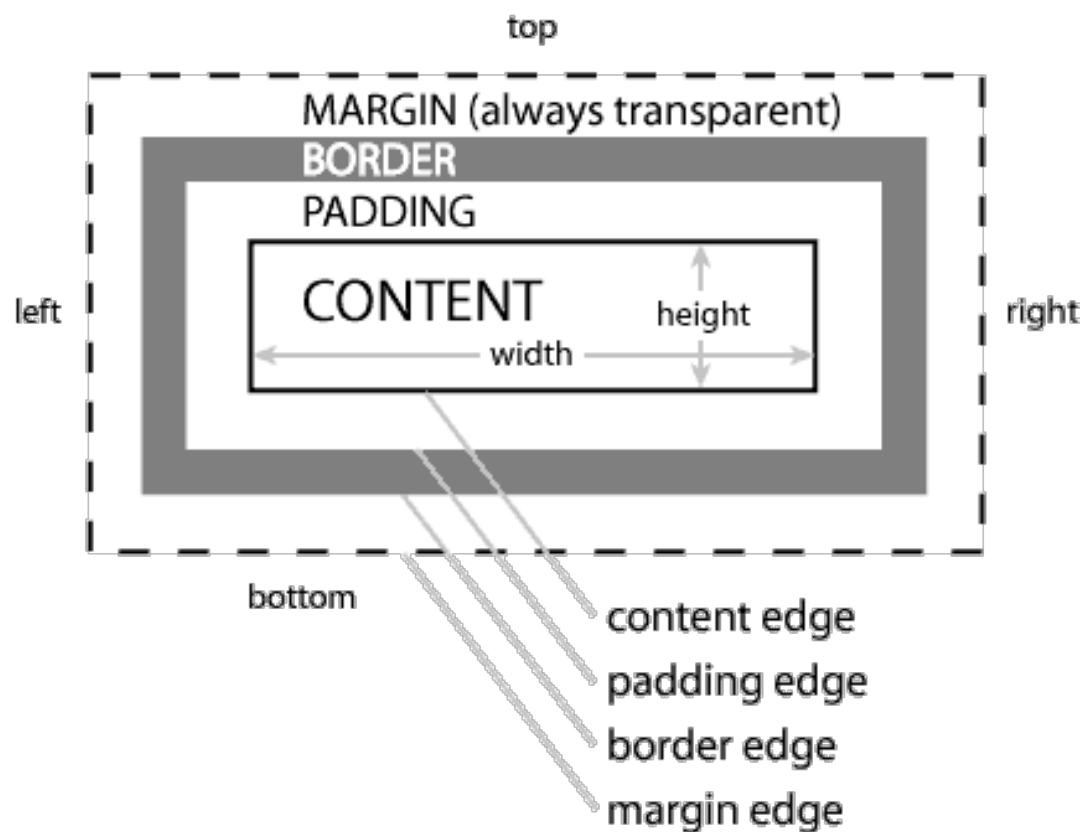 top
MARGIN (always transparent)
BORDER
PADDING
CONTENT
height
width
left
right
bottom
content edge
padding edge
border edge
margin edge